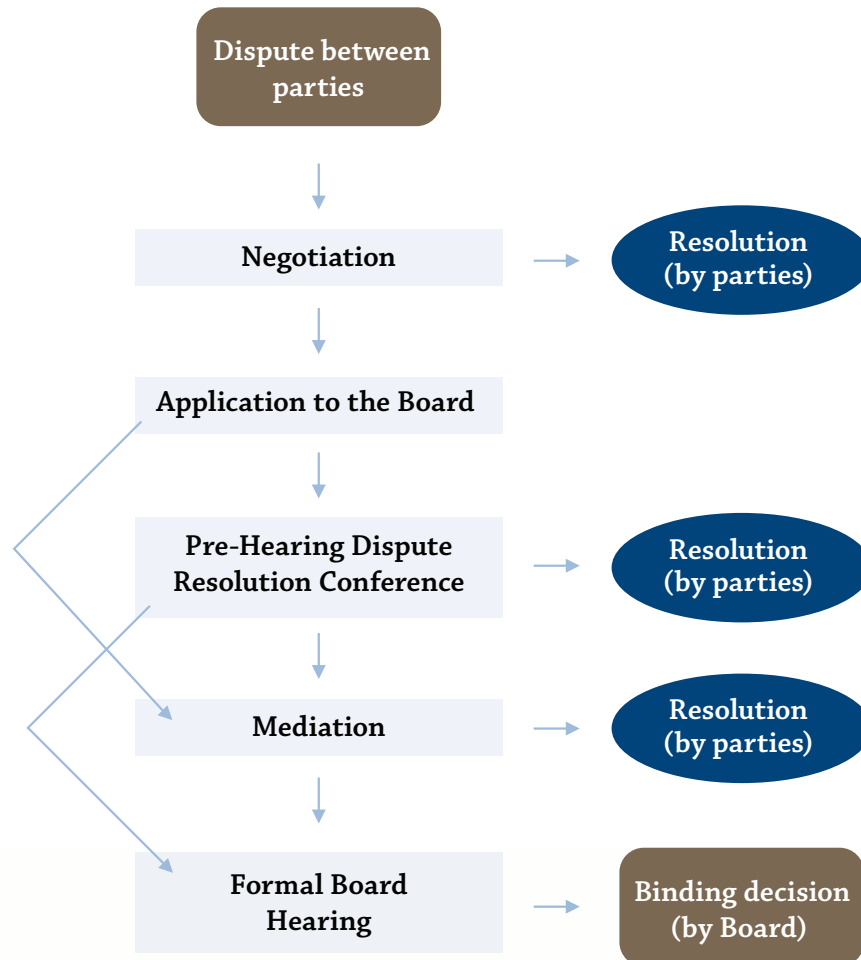 Dispute between
parties
Negotiation
Resolution
(by parties)
Application to the Board
Pre-Hearing Dispute
Resolution Conference
Resolution
(by parties)
Mediation
Resolution
(by parties)
Formal Board
Hearing
Binding decision
(by Board)